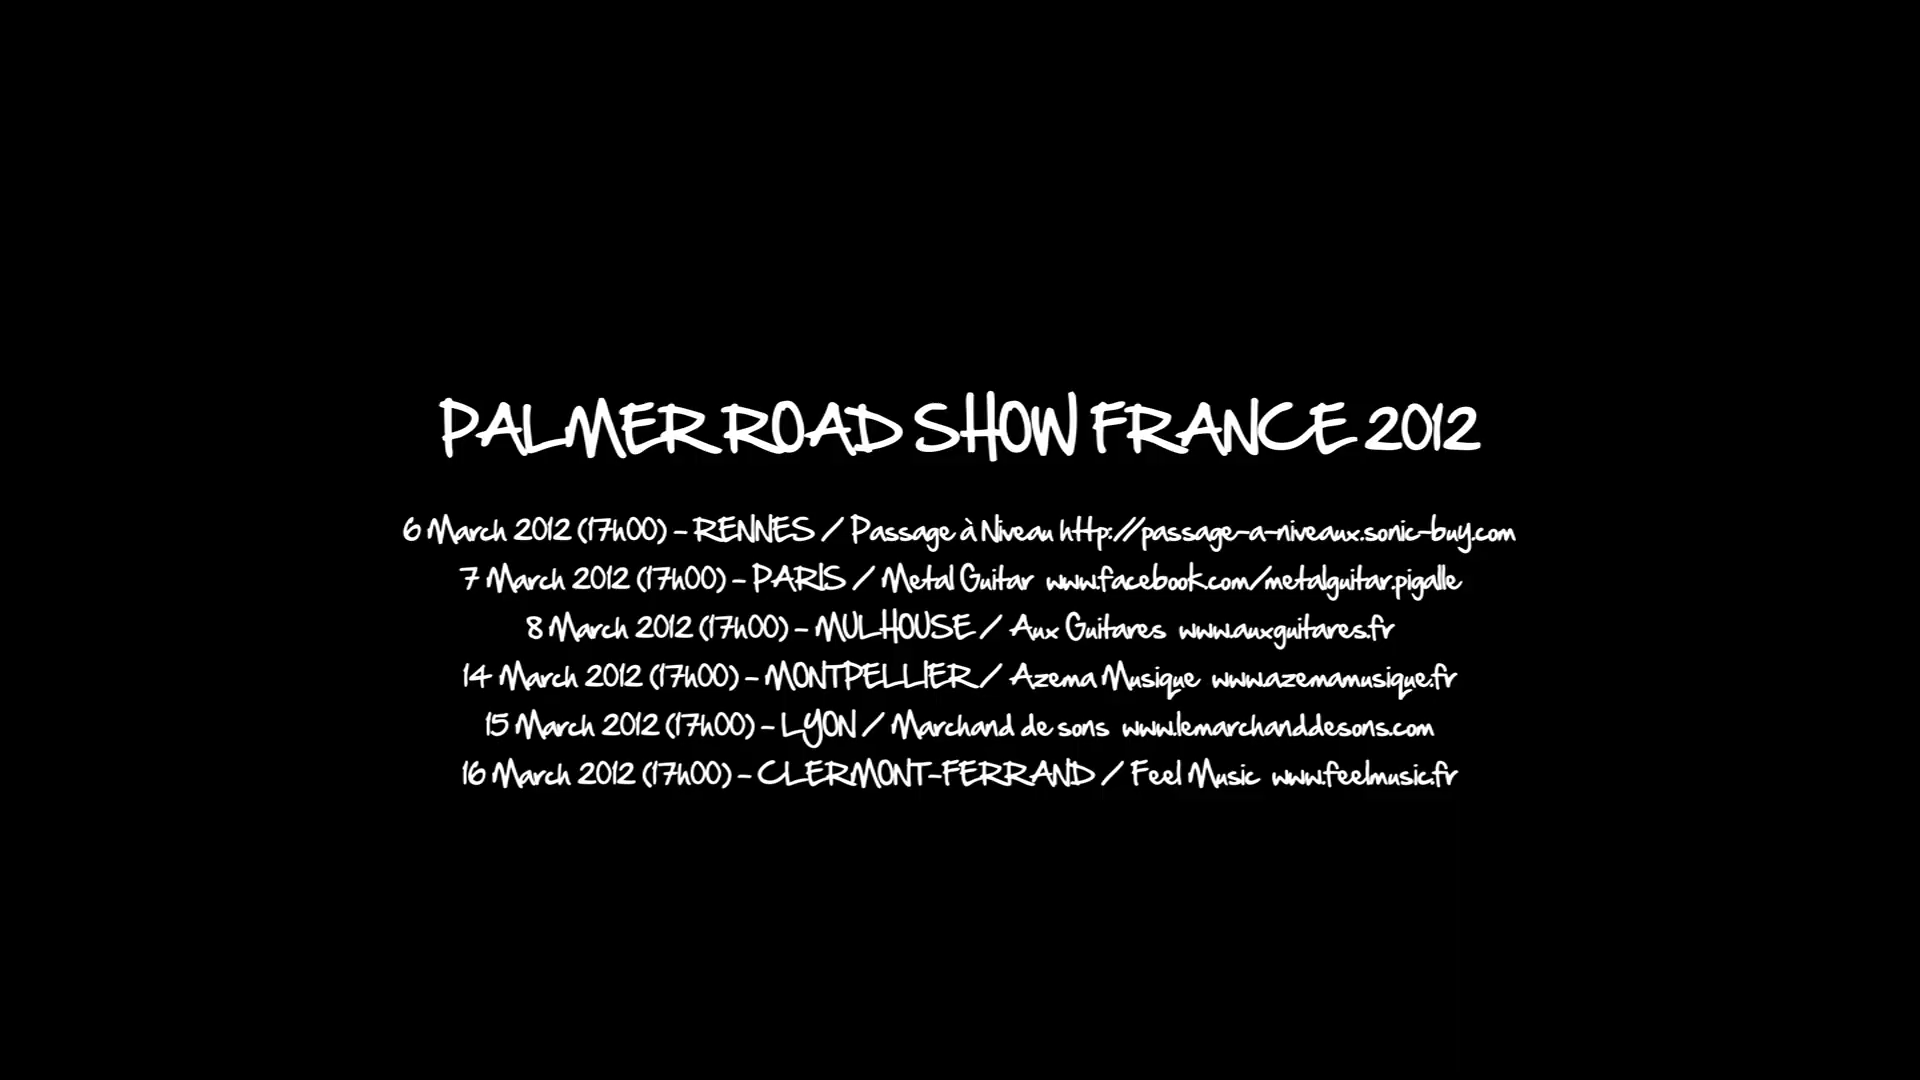 PALMER ROAD SHOW FRANCE 2012
6 March 2012 (17h00) - RENNES / Passage à Niveau http://passage-a-niveaux.sonic-buy.com
7 March 2012 (17h00) - PARIS / Metal Guitar www.facebook.com/metalguitar.pigalle
8 March 2012 (17h00) - MULHOUSE / Aux Guitares www.auxguitares.fr
14 March 2012 (17h00) - MONTPELLIER / Azema Musique www.azemamusique.fr
15 March 2012 (17h00) - LYON / Marchand de sons www.lemarchanddesons.com
16 March 2012 (17h00) - CLERMONT-FERRAND / Feel Music www.feelmusic.fr